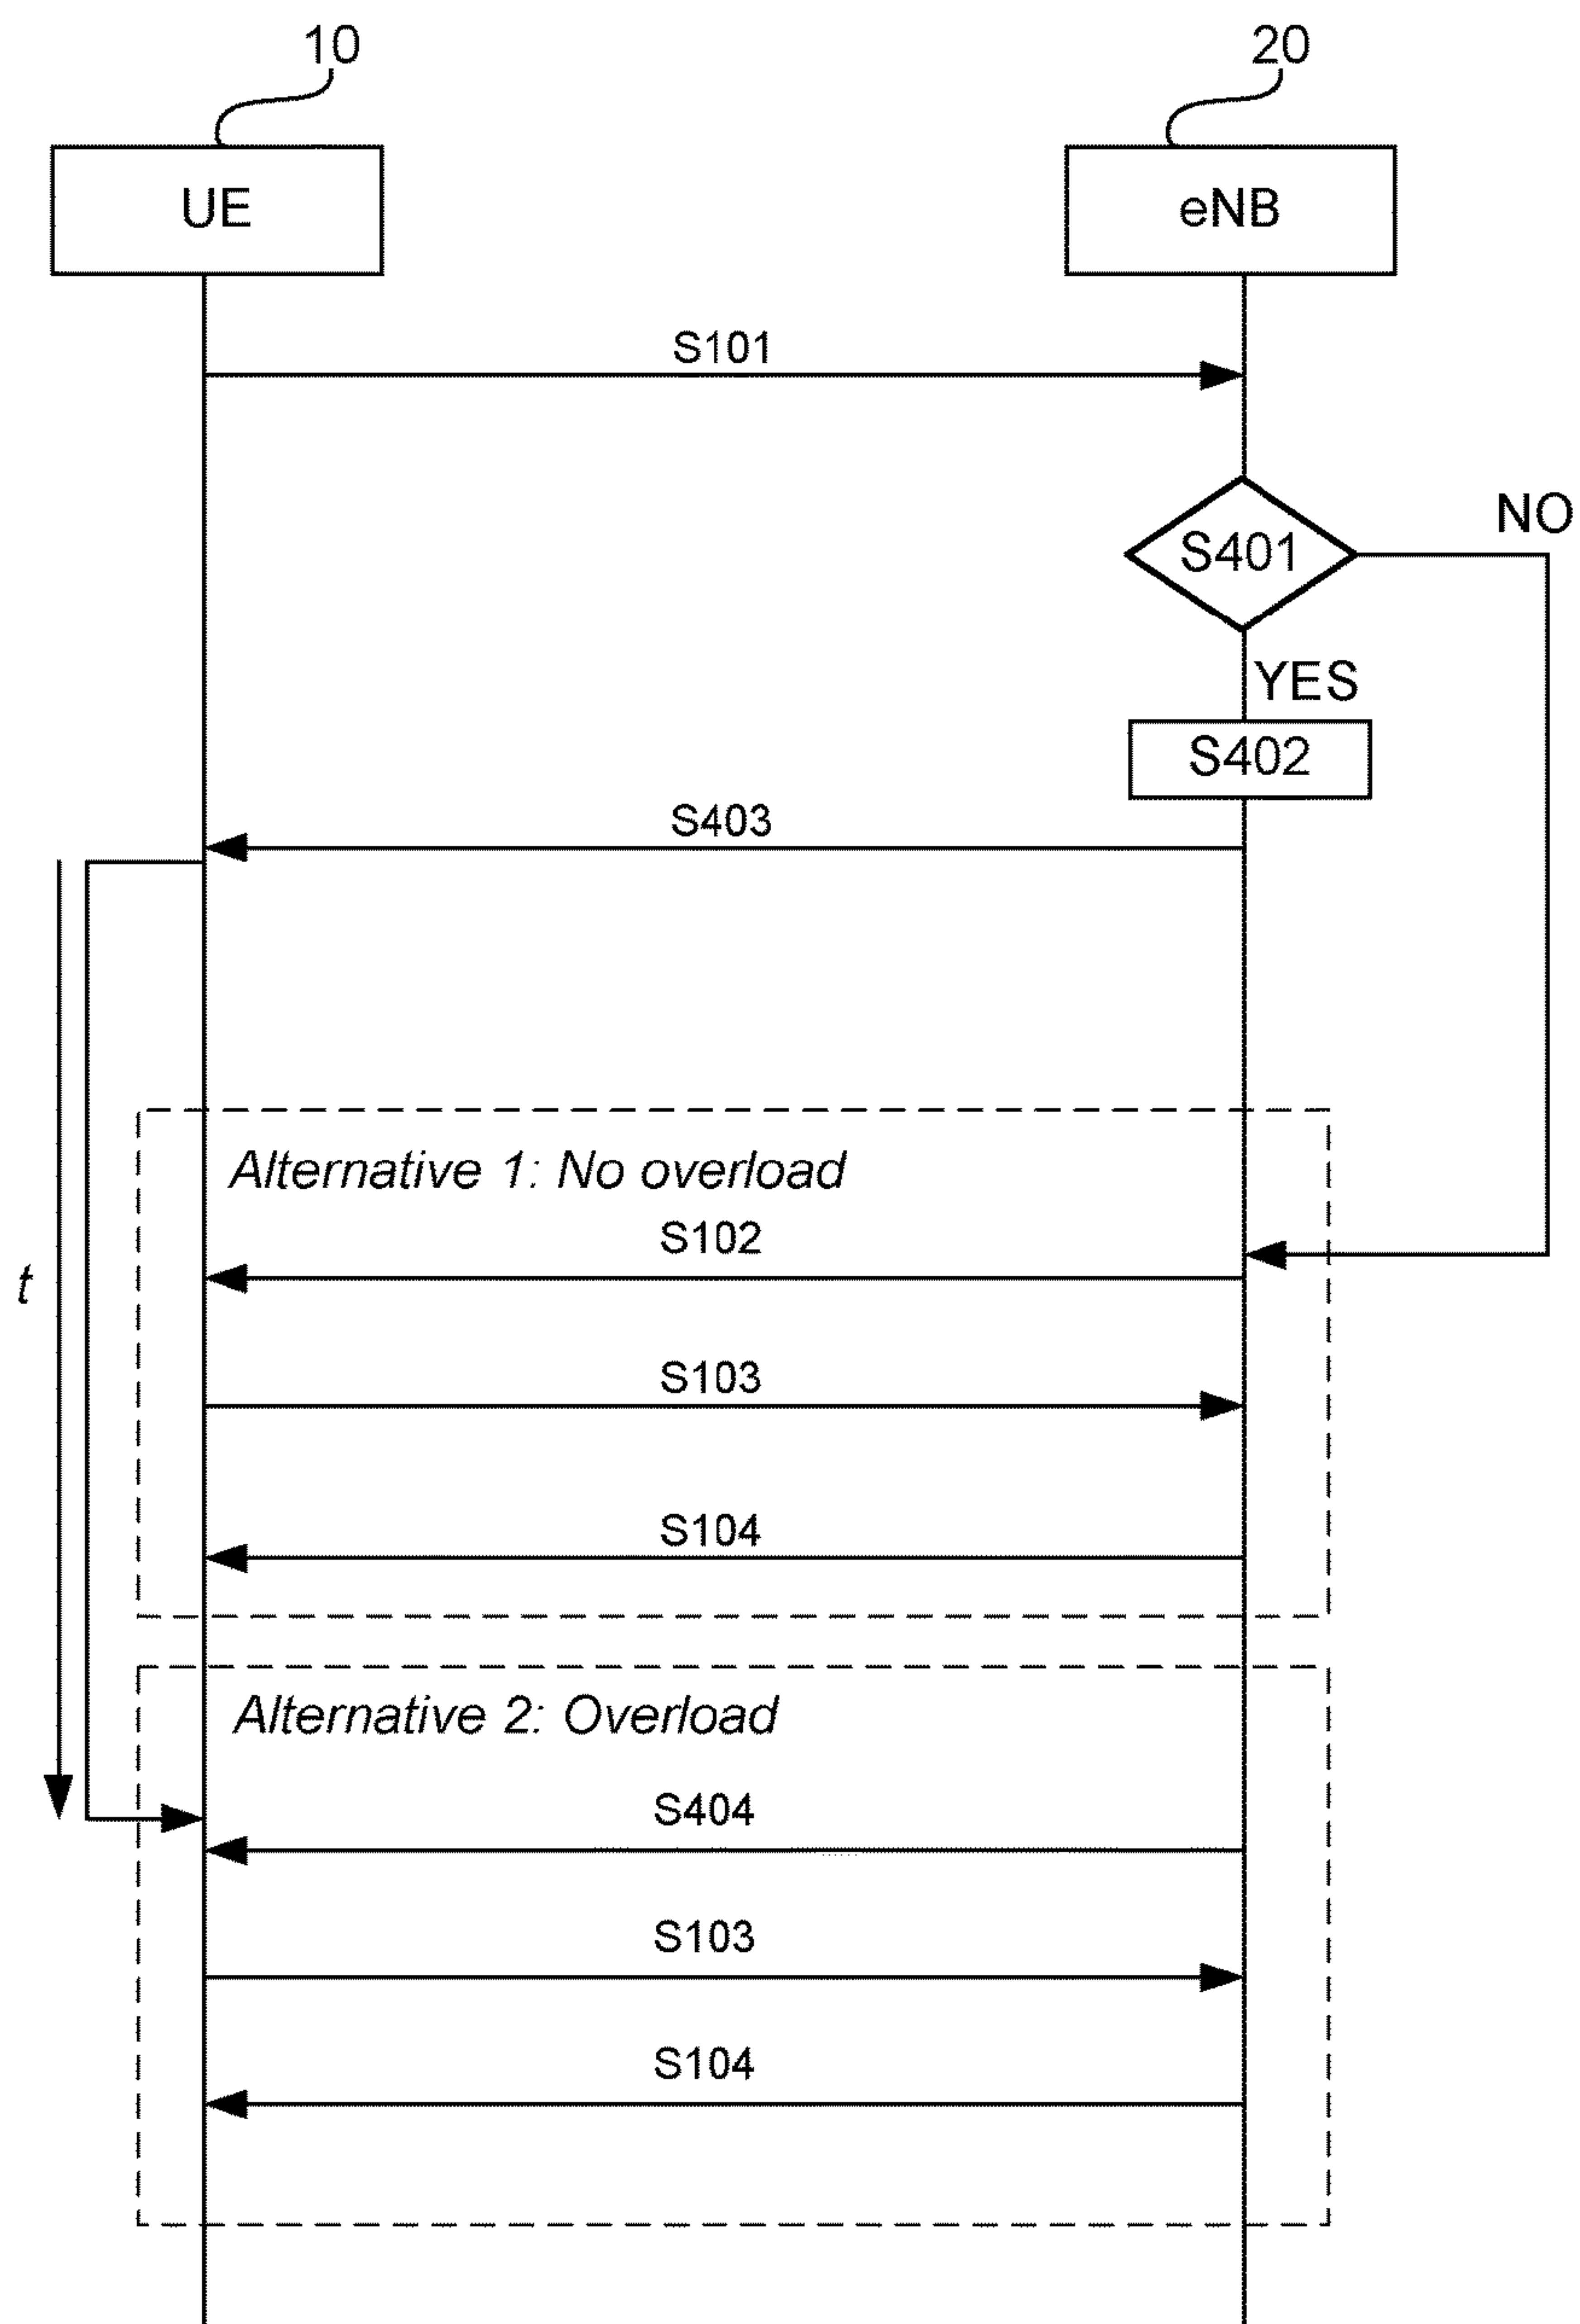 10
20
UE
eNB
S101
NO
S401
YES
S402
S403
Alternative 1: No overload
S102
t
S103
S104
Alternative 2: Overload
S404
S103
S104